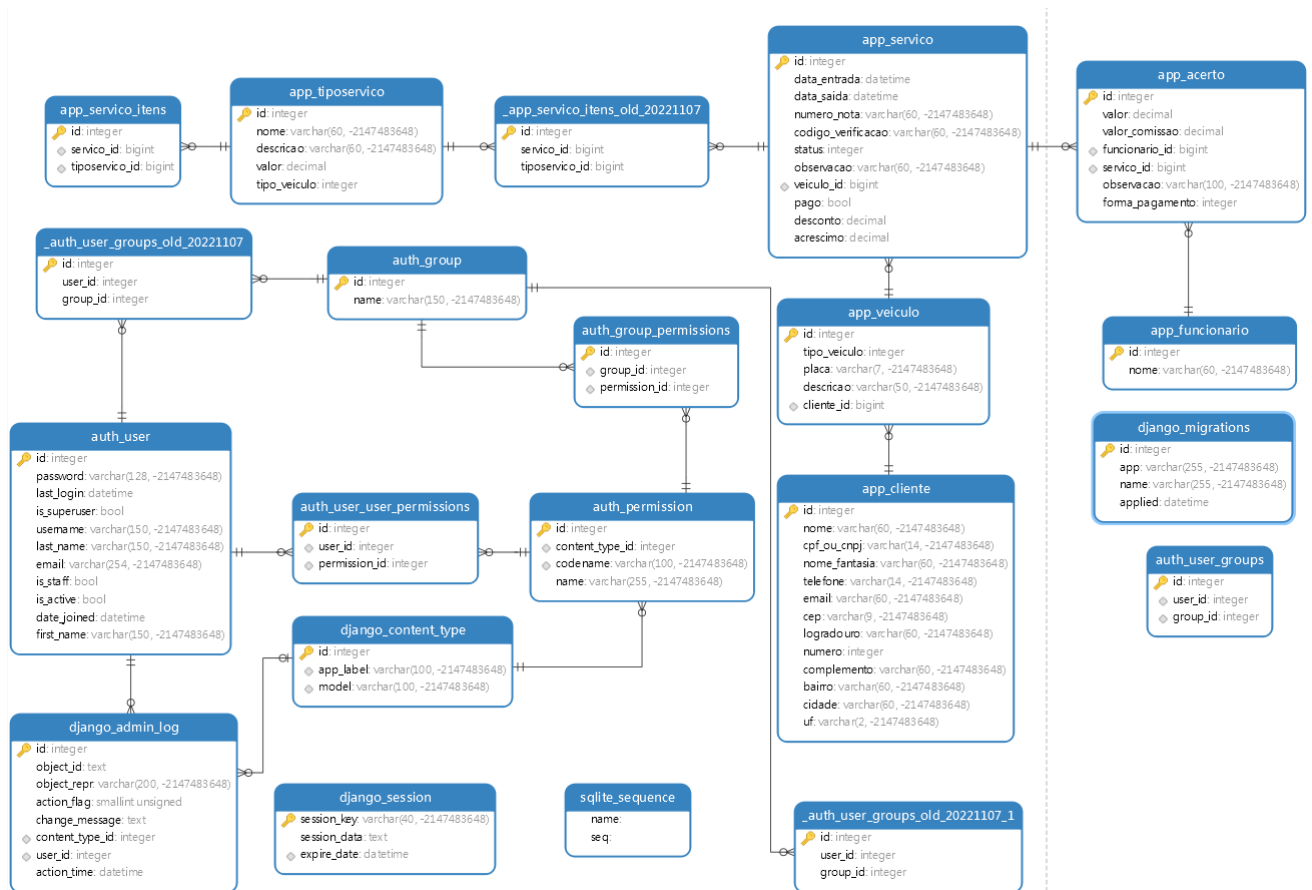 app_servico_itens
id: integer
servico_id: bigint
tiposervico_id: bigint
app_tiposervico
id: integer
nome: varchar(60, -2147483648)
descricao: varchar(60, -2147483648)
valor: decimal
tipo_veiculo: integer
_app_servico_itens_old_20221107
id: integer
servico_id: bigint
tiposervico_id: bigint
app_servico
id: integer
data_entrada: datetime
data_saida: datetime
numero_nota: varchar(60, -2147483648)
codigo_verificacao: varchar(60, -2147483648)
status: integer
observacao: varchar(60, -2147483648)
veiculo_id: bigint
pago: bool
desconto: decimal
acrescimo: decimal
app_acerto
id: integer
valor: decimal
valor_comissao: decimal
funcionario_id: bigint
servico_id: bigint
observacao: varchar(100, -2147483648)
forma_pagamento: integer
_auth_user_groups_old_20221107
id: integer
user_id: integer
group_id: integer
auth_group
id: integer
name: varchar(150, -2147483648)
auth_group_permissions
id: integer
group_id: integer
permission_id: integer
app_veiculo
id: integer
tipo_veiculo: integer
placa: varchar(7, -2147483648)
descricao: varchar(50, -2147483648)
cliente_id: bigint
app_funcionario
id: integer
nome: varchar(60, -2147483648)
auth_user
id: integer
password: varchar(128, -2147483648)
last_login: datetime
is_superuser: bool
username: varchar(150, -2147483648)
last_name: varchar(150, -2147483648)
email: varchar(254, -2147483648)
is_staff: bool
is_active: bool
date_joined: datetime
first_name: varchar(150, -2147483648)
auth_user_user_permissions
id: integer
user_id: integer
permission_id: integer
auth_permission
id: integer
content_type_id: integer
codename: varchar(100, -2147483648)
name: varchar(255, -2147483648)
app_cliente
id: integer
nome: varchar(60, -2147483648)
cpf_ou_cnpj: varchar(14, -2147483648)
nome_fantasia: varchar(60, -2147483648)
telefone: varchar(14, -2147483648)
email: varchar(60, -2147483648)
cep: varchar(9, -2147483648)
logradouro: varchar(60, -2147483648)
numero: integer
complemento: varchar(60, -2147483648)
bairro: varchar(60, -2147483648)
cidade: varchar(60, -2147483648)
uf: varchar(2, -2147483648)
django_migrations
id: integer
app: varchar(255, -2147483648)
name: varchar(255, -2147483648)
applied: datetime
auth_user_groups
id: integer
user_id: integer
group_id: integer
django_content_type
id: integer
app_label: varchar(100, -2147483648)
model: varchar(100, -2147483648)
django_admin_log
id: integer
object_id: text
object_repr: varchar(200, -2147483648)
action_flag: smallint unsigned
change_message: text
content_type_id: integer
user_id: integer
action_time: datetime
django_session
session_key: varchar(40, -2147483648)
session_data: text
expire_date: datetime
sqlite_sequence
name:
seq:
_auth_user_groups_old_20221107_1
id: integer
user_id: integer
group_id: integer